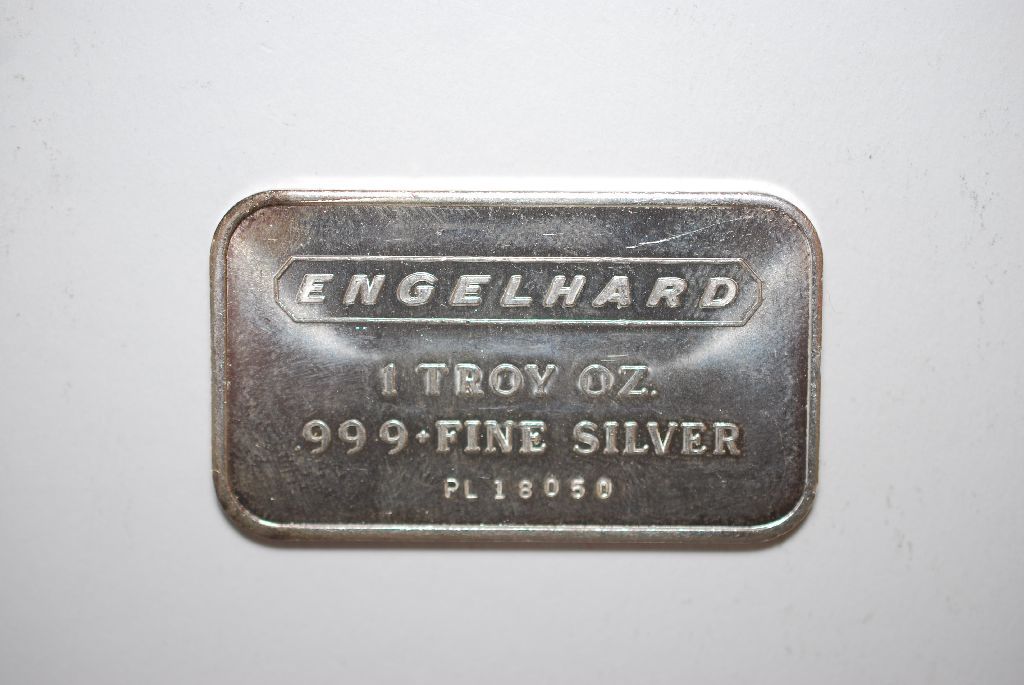 ENGELHARD
1 TROY OZ.
.999+FINE SILVER
PL 18050